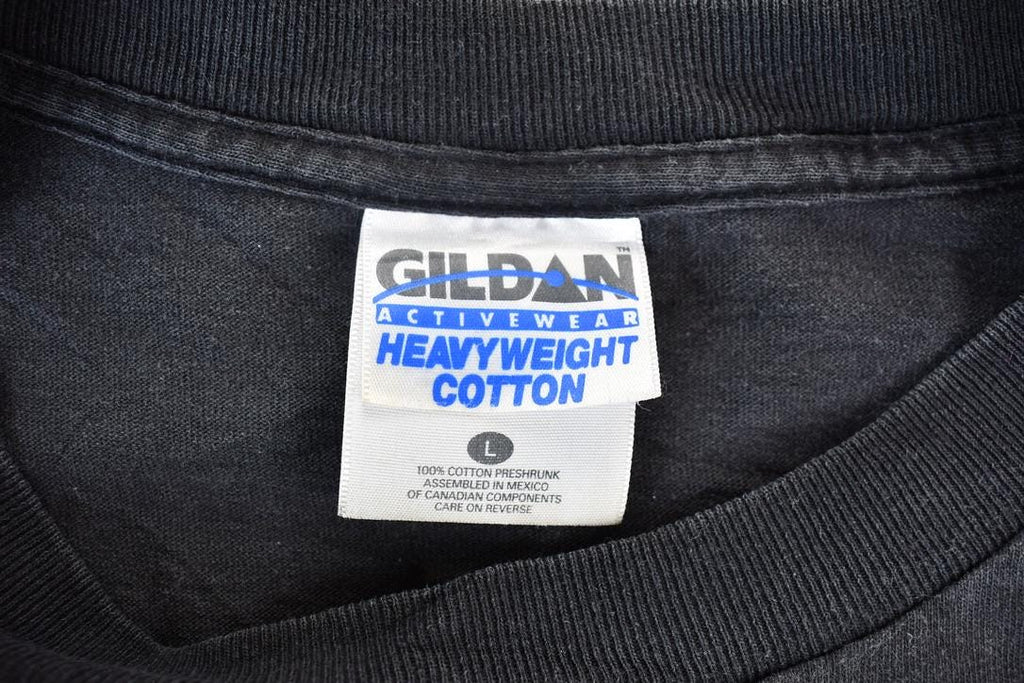 GILDAN™
ACTIVEWEAR
HEAVYWEIGHT
COTTON
L
100% COTTON PRESHRUNK
ASSEMBLED IN MEXICO
OF CANADIAN COMPONENTS
CARE ON REVERSE